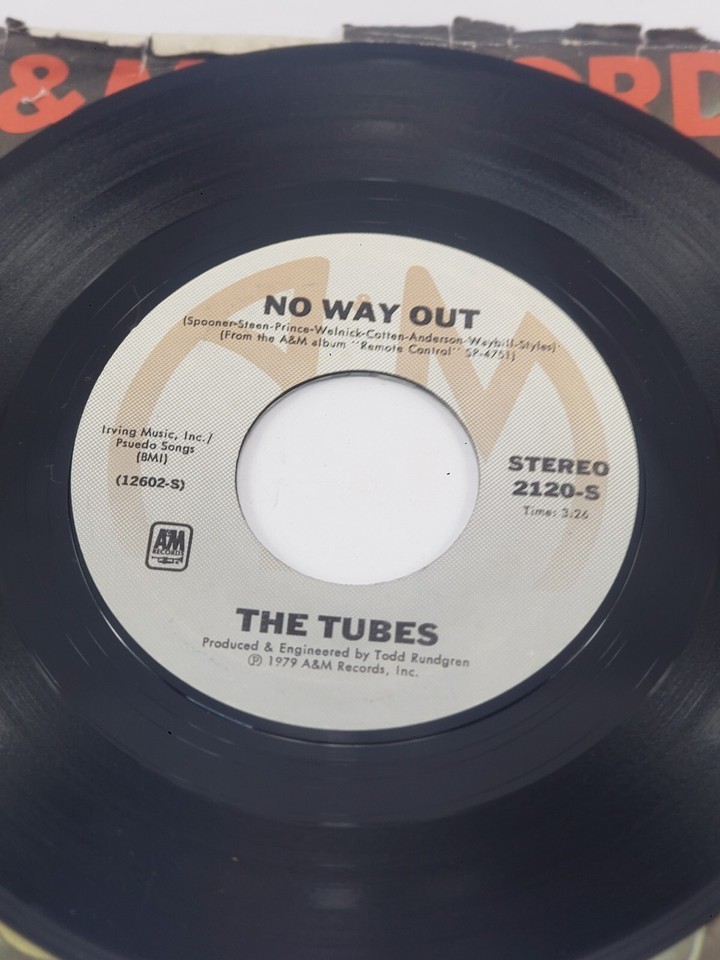 NO WAY OUT
(Spooner-Steen-Prince-Welnick-Cotten-Anderson-Waybill-Styles)
(From the A&M album "Remote Control" SP-4751)
Irving Music, Inc./
Psuedo Songs
(BMI)
(12602-S)
STEREO
2120-S
Time: 3:26
A&M
RECORDS
THE TUBES
Produced & Engineered by Todd Rundgren
℗ 1979 A&M Records, Inc.